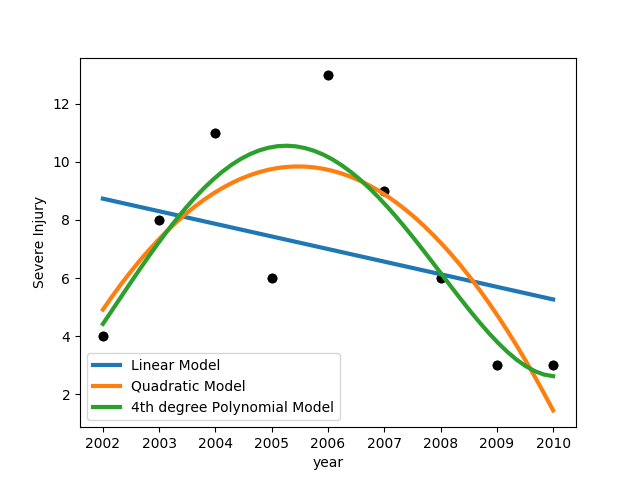 12
10
8
6
4
2
Severe Injury
Linear Model
Quadratic Model
4th degree Polynomial Model
2002 2003 2004 2005 2006 2007 2008 2009 2010
year